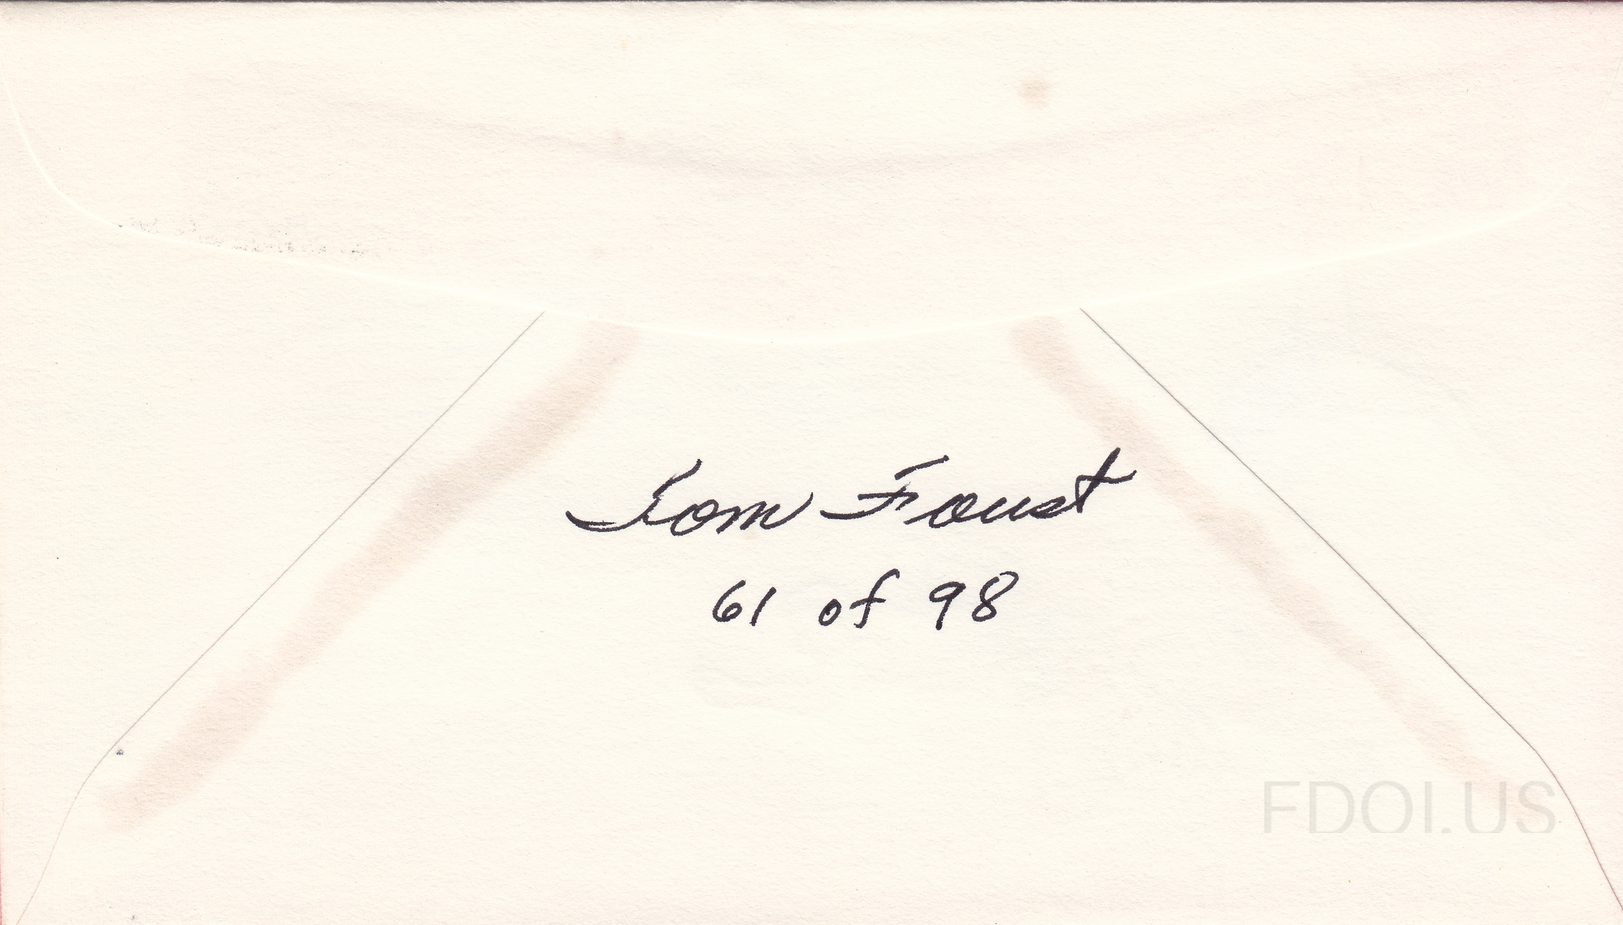 Tom Foust
61 of 98
FDOI.US